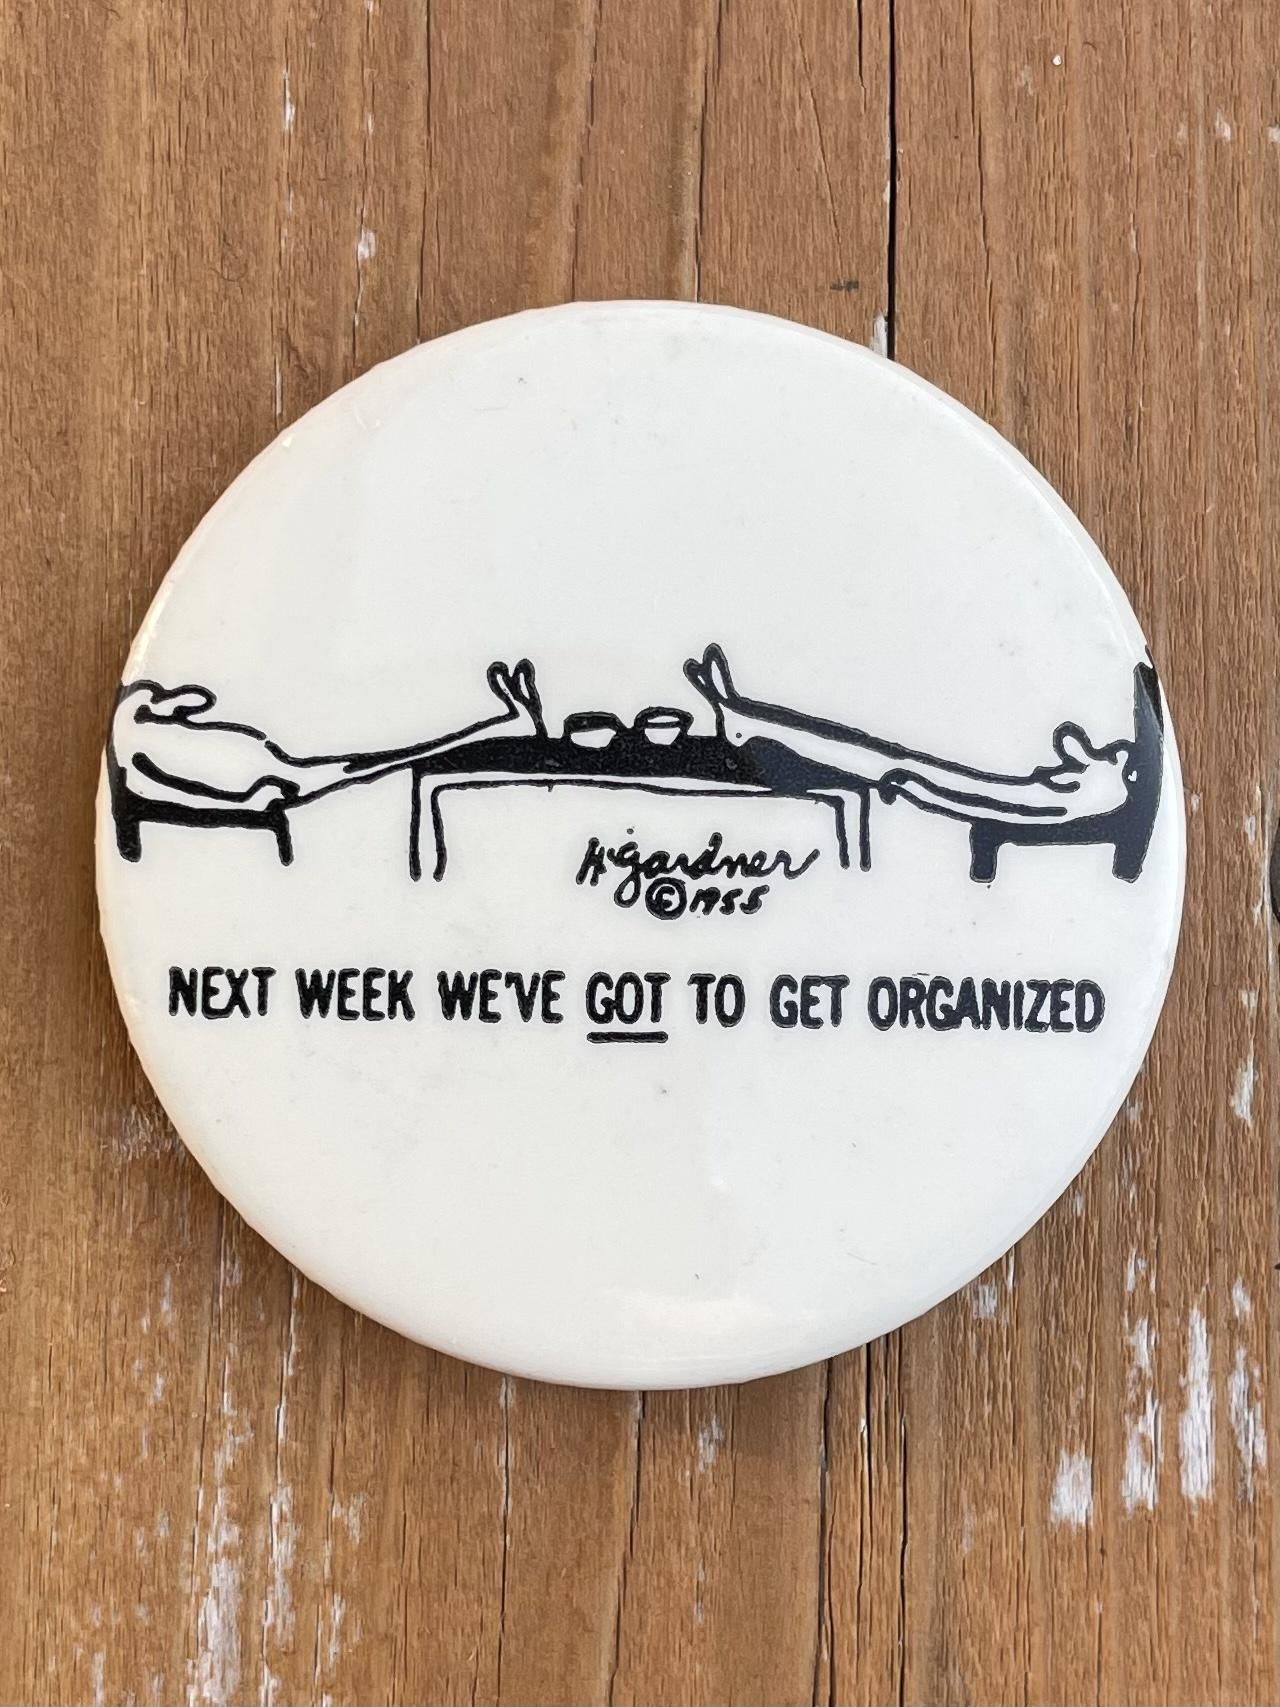 H Gardner
©1955
NEXT WEEK WE'VE GOT TO GET ORGANIZED